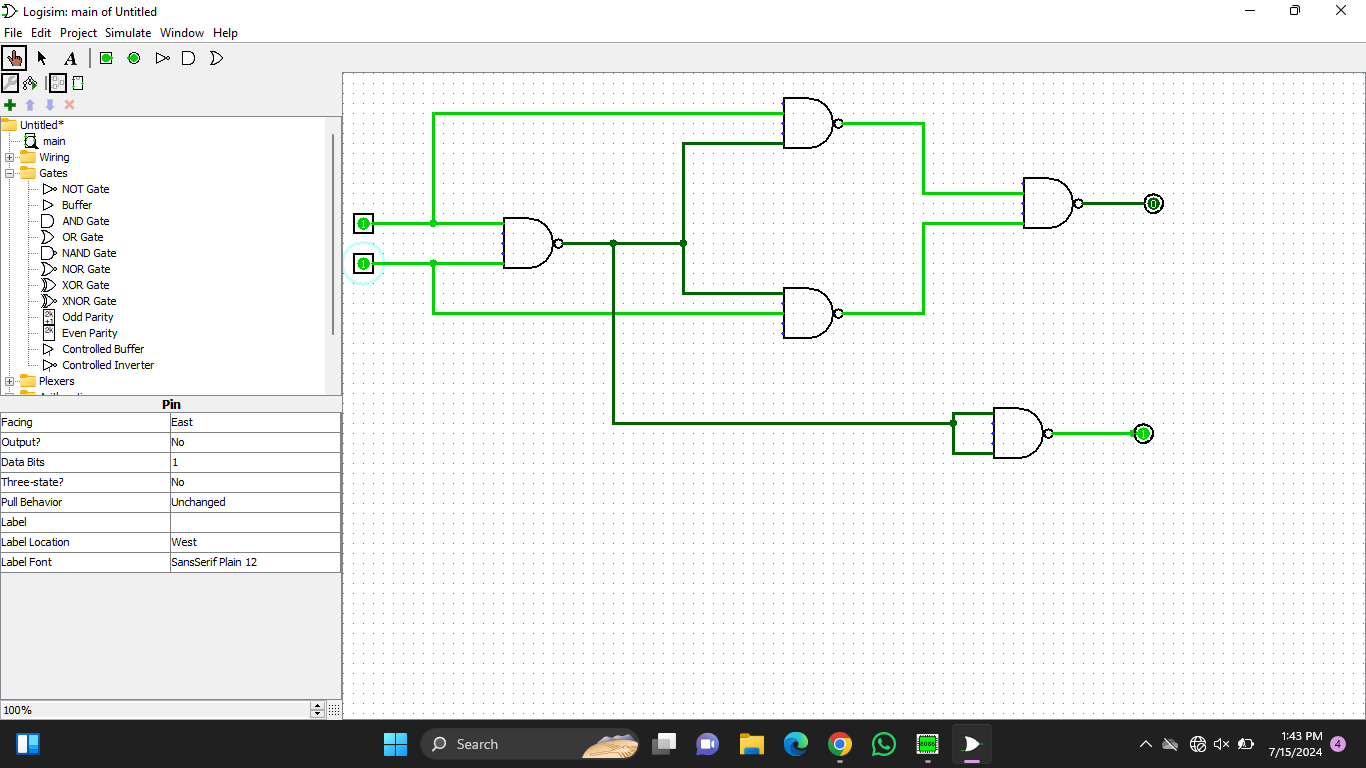 Logisim: main of Untitled
File Edit Project Simulate Window Help
A
Untitled*
main
Wiring
Gates
NOT Gate
Buffer
AND Gate
OR Gate
NAND Gate
NOR Gate
XOR Gate
XNOR Gate
Odd Parity
Even Parity
Controlled Buffer
Controlled Inverter
Plexers
Pin
Facing East
Output? No
Data Bits 1
Three-state? No
Pull Behavior Unchanged
Label
Label Location West
Label Font SansSerif Plain 12
100%
1
1
0
1
Search
8086
1:43 PM
7/15/2024
4